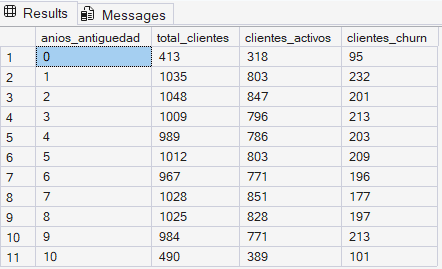 Results Messages
anios_antiguedad total_clientes clientes_activos clientes_churn
1 0 413 318 95
2 1 1035 803 232
3 2 1048 847 201
4 3 1009 796 213
5 4 989 786 203
6 5 1012 803 209
7 6 967 771 196
8 7 1028 851 177
9 8 1025 828 197
10 9 984 771 213
11 10 490 389 101